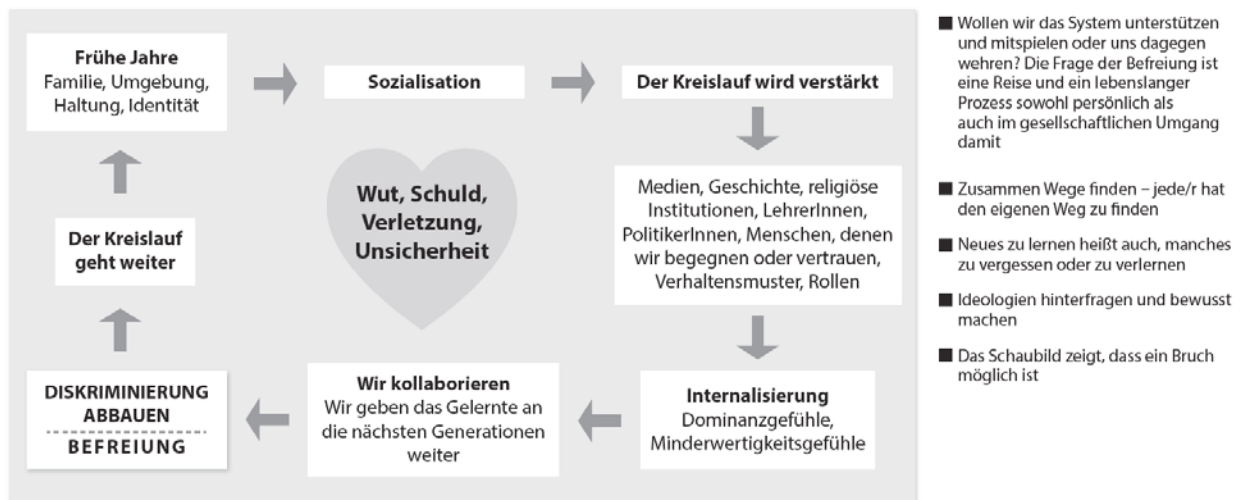 Frühe Jahre
Familie, Umgebung,
Haltung, Identität
Sozialisation
Der Kreislauf wird verstärkt
Medien, Geschichte, religiöse
Institutionen, LehrerInnen,
PolitikerInnen, Menschen, denen
wir begegnen oder vertrauen,
Verhaltensmuster, Rollen
Internalisierung
Dominanzgefühle,
Minderwertigkeitsgefühle
Wir kollaborieren
Wir geben das Gelernte an
die nächsten Generationen
weiter
DISKRIMINIERUNG
ABBAUEN
BEFREIUNG
Der Kreislauf
geht weiter
Wut, Schuld,
Verletzung,
Unsicherheit
■ Wollen wir das System unterstützen
und mitspielen oder uns dagegen
wehren? Die Frage der Befreiung ist
eine Reise und ein lebenslanger
Prozess sowohl persönlich als
auch im gesellschaftlichen Umgang
damit
■ Zusammen Wege finden – jede/r hat
den eigenen Weg zu finden
■ Neues zu lernen heißt auch, manches
zu vergessen oder zu verlernen
■ Ideologien hinterfragen und bewusst
machen
■ Das Schaubild zeigt, dass ein Bruch
möglich ist